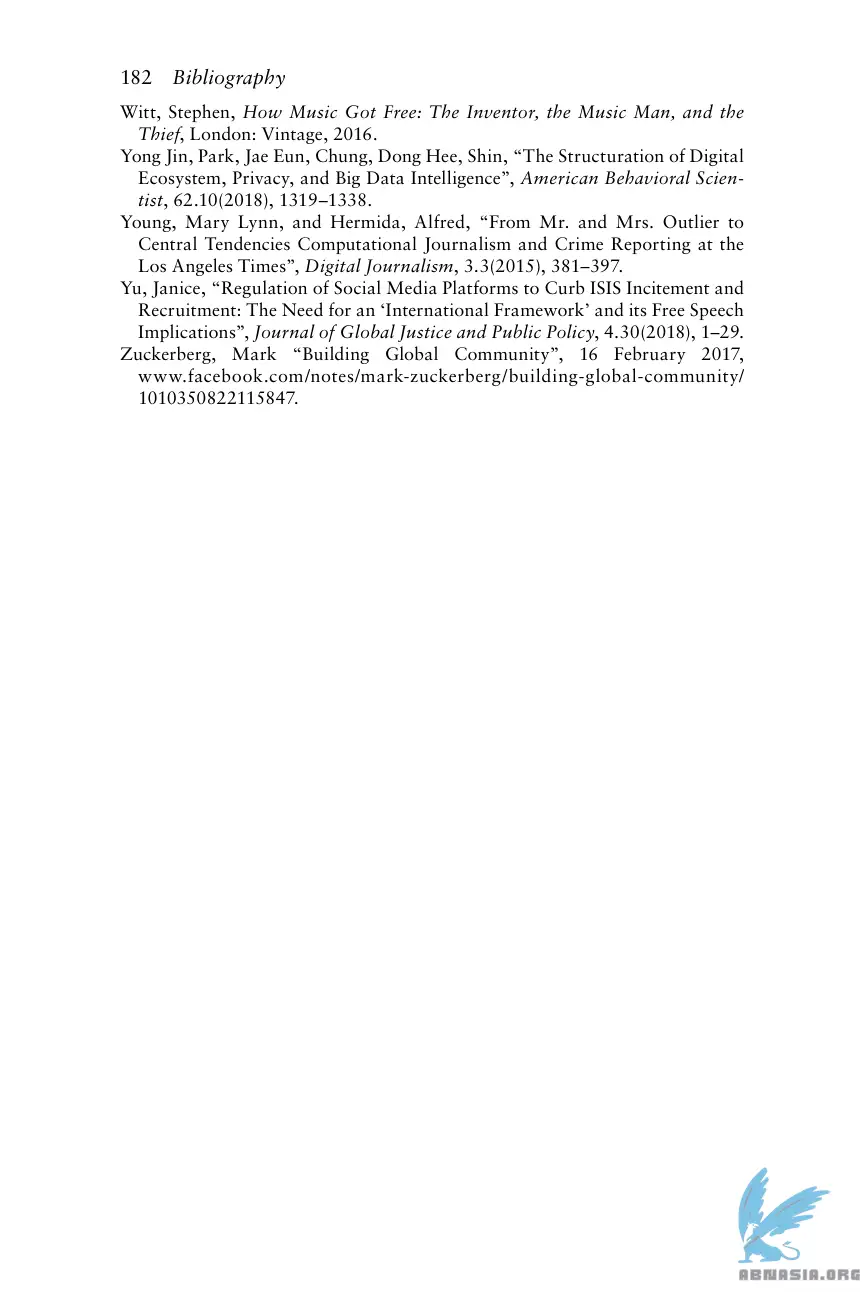 182 Bibliography
Witt, Stephen, How Music Got Free: The Inventor, the Music Man, and the
Thief, London: Vintage, 2016.
Yong Jin, Park, Jae Eun, Chung, Dong Hee, Shin, “The Structuration of Digital
Ecosystem, Privacy, and Big Data Intelligence”, American Behavioral Scien-
tist, 62.10(2018), 1319–1338.
Young, Mary Lynn, and Hermida, Alfred, “From Mr. and Mrs. Outlier to
Central Tendencies Computational Journalism and Crime Reporting at the
Los Angeles Times”, Digital Journalism, 3.3(2015), 381–397.
Yu, Janice, “Regulation of Social Media Platforms to Curb ISIS Incitement and
Recruitment: The Need for an ‘International Framework’ and its Free Speech
Implications”, Journal of Global Justice and Public Policy, 4.30(2018), 1–29.
Zuckerberg, Mark “Building Global Community”, 16 February 2017,
www.facebook.com/notes/mark-zuckerberg/building-global-community/
1010350822115847.
ABNASIA.ORG